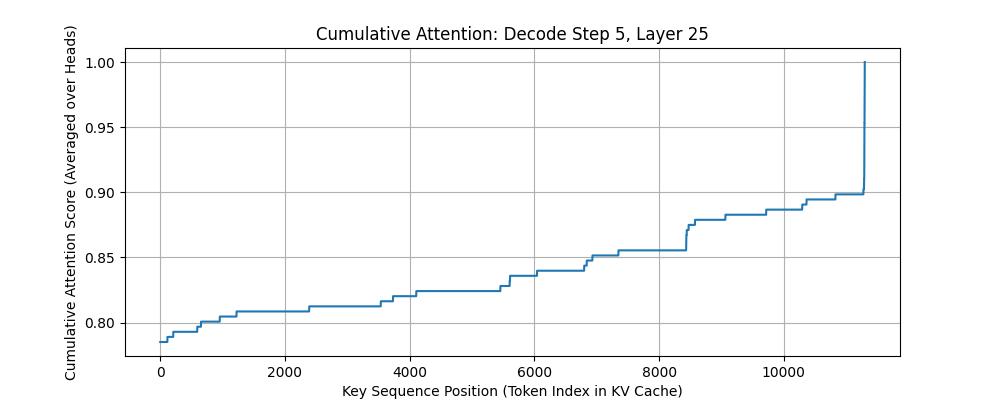 Cumulative Attention: Decode Step 5, Layer 25
Cumulative Attention Score (Averaged over Heads)
1.00
0.95
0.90
0.85
0.80
0 2000 4000 6000 8000 10000
Key Sequence Position (Token Index in KV Cache)